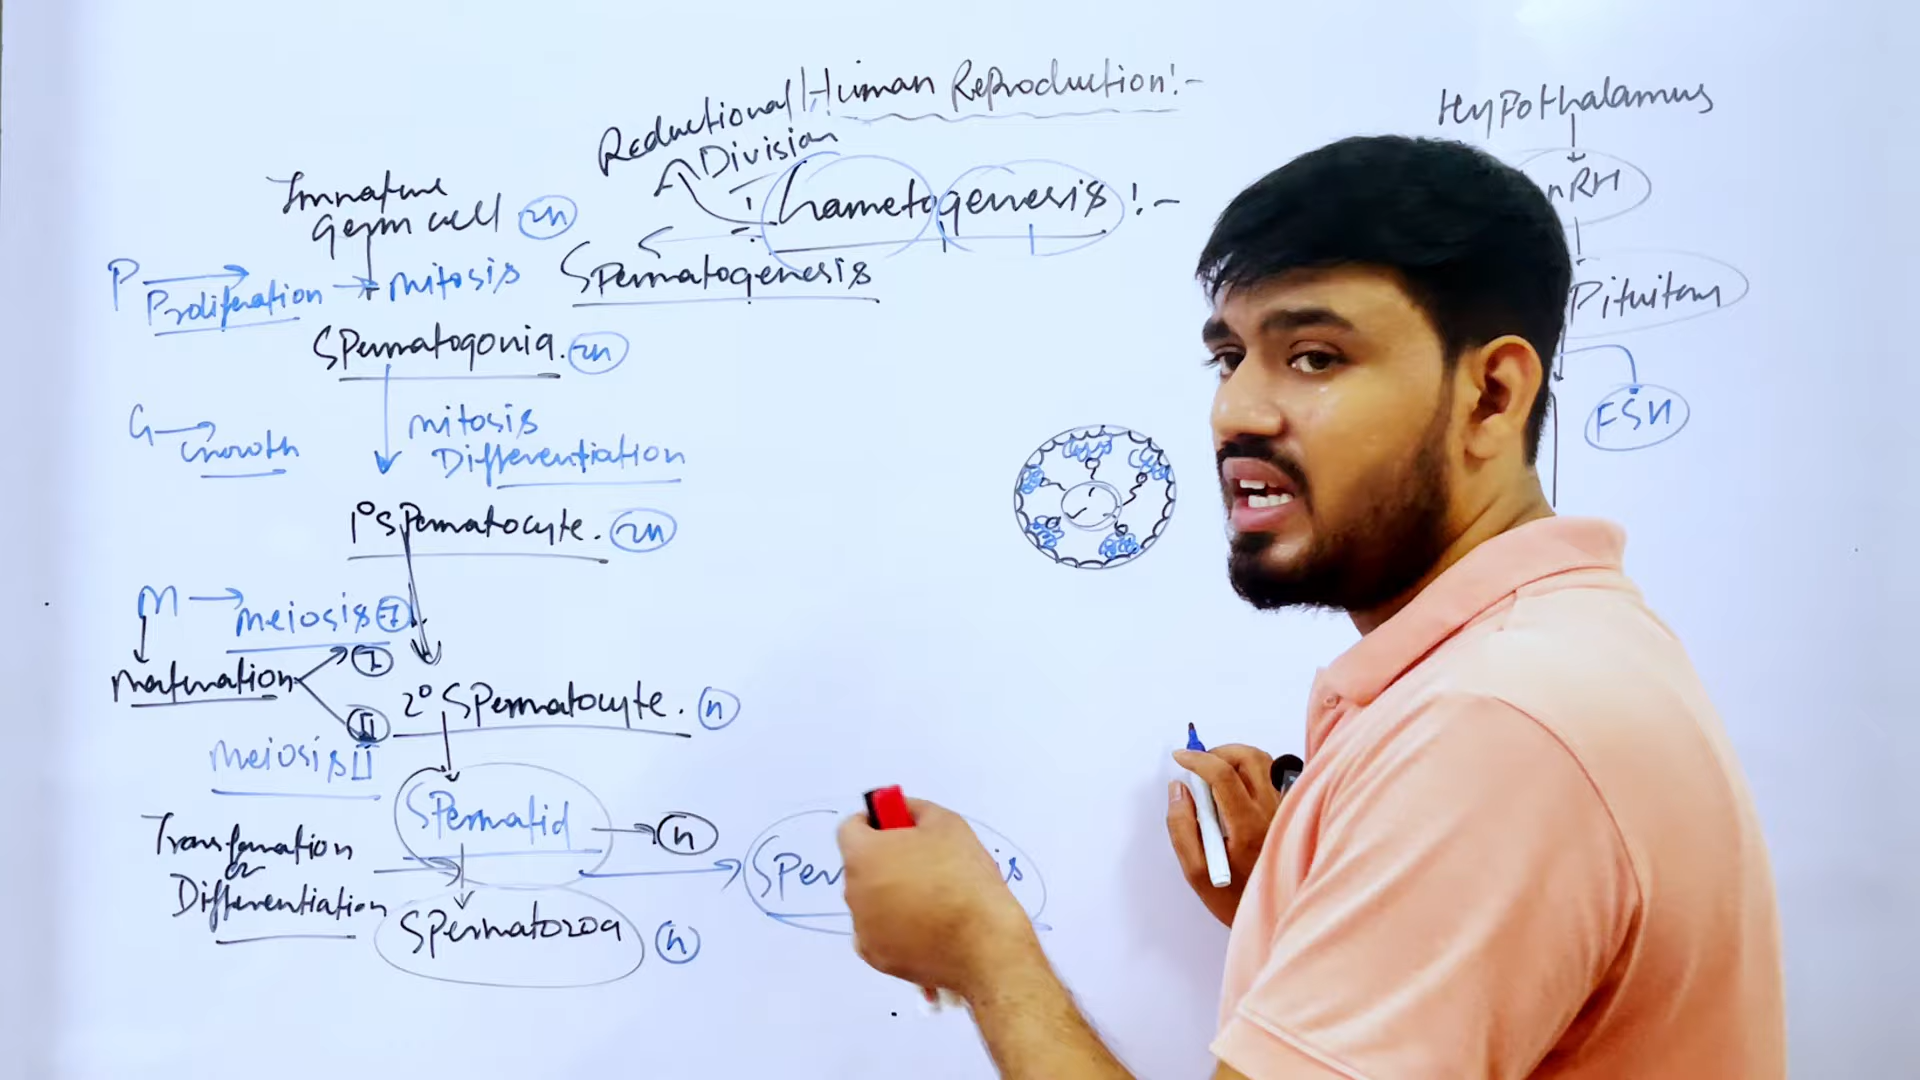 Human Reproduction:-
Reductional
Division
Gametogenesis :-
Spermatogenesis
Immature
Germ cell 2n
P
Proliferation → mitosis
Spermatogonia. 2n
G
Growth
mitosis
Differentiation
1° Spermatocyte. 2n
M → meiosis I
maturation
I
II
2° Spermatocyte. n
meiosis II
Spermatid → n
Transformation
or
Differentiation
Spermatozoa n
Hypothalamus
nRH
Pituitary
FSH